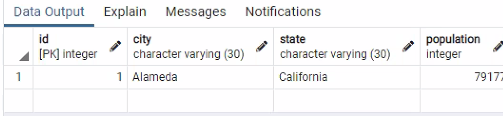 Data Output Explain Messages Notifications
id city state population
[PK] integer character varying (30) character varying (30) integer
1 1 Alameda California 79177